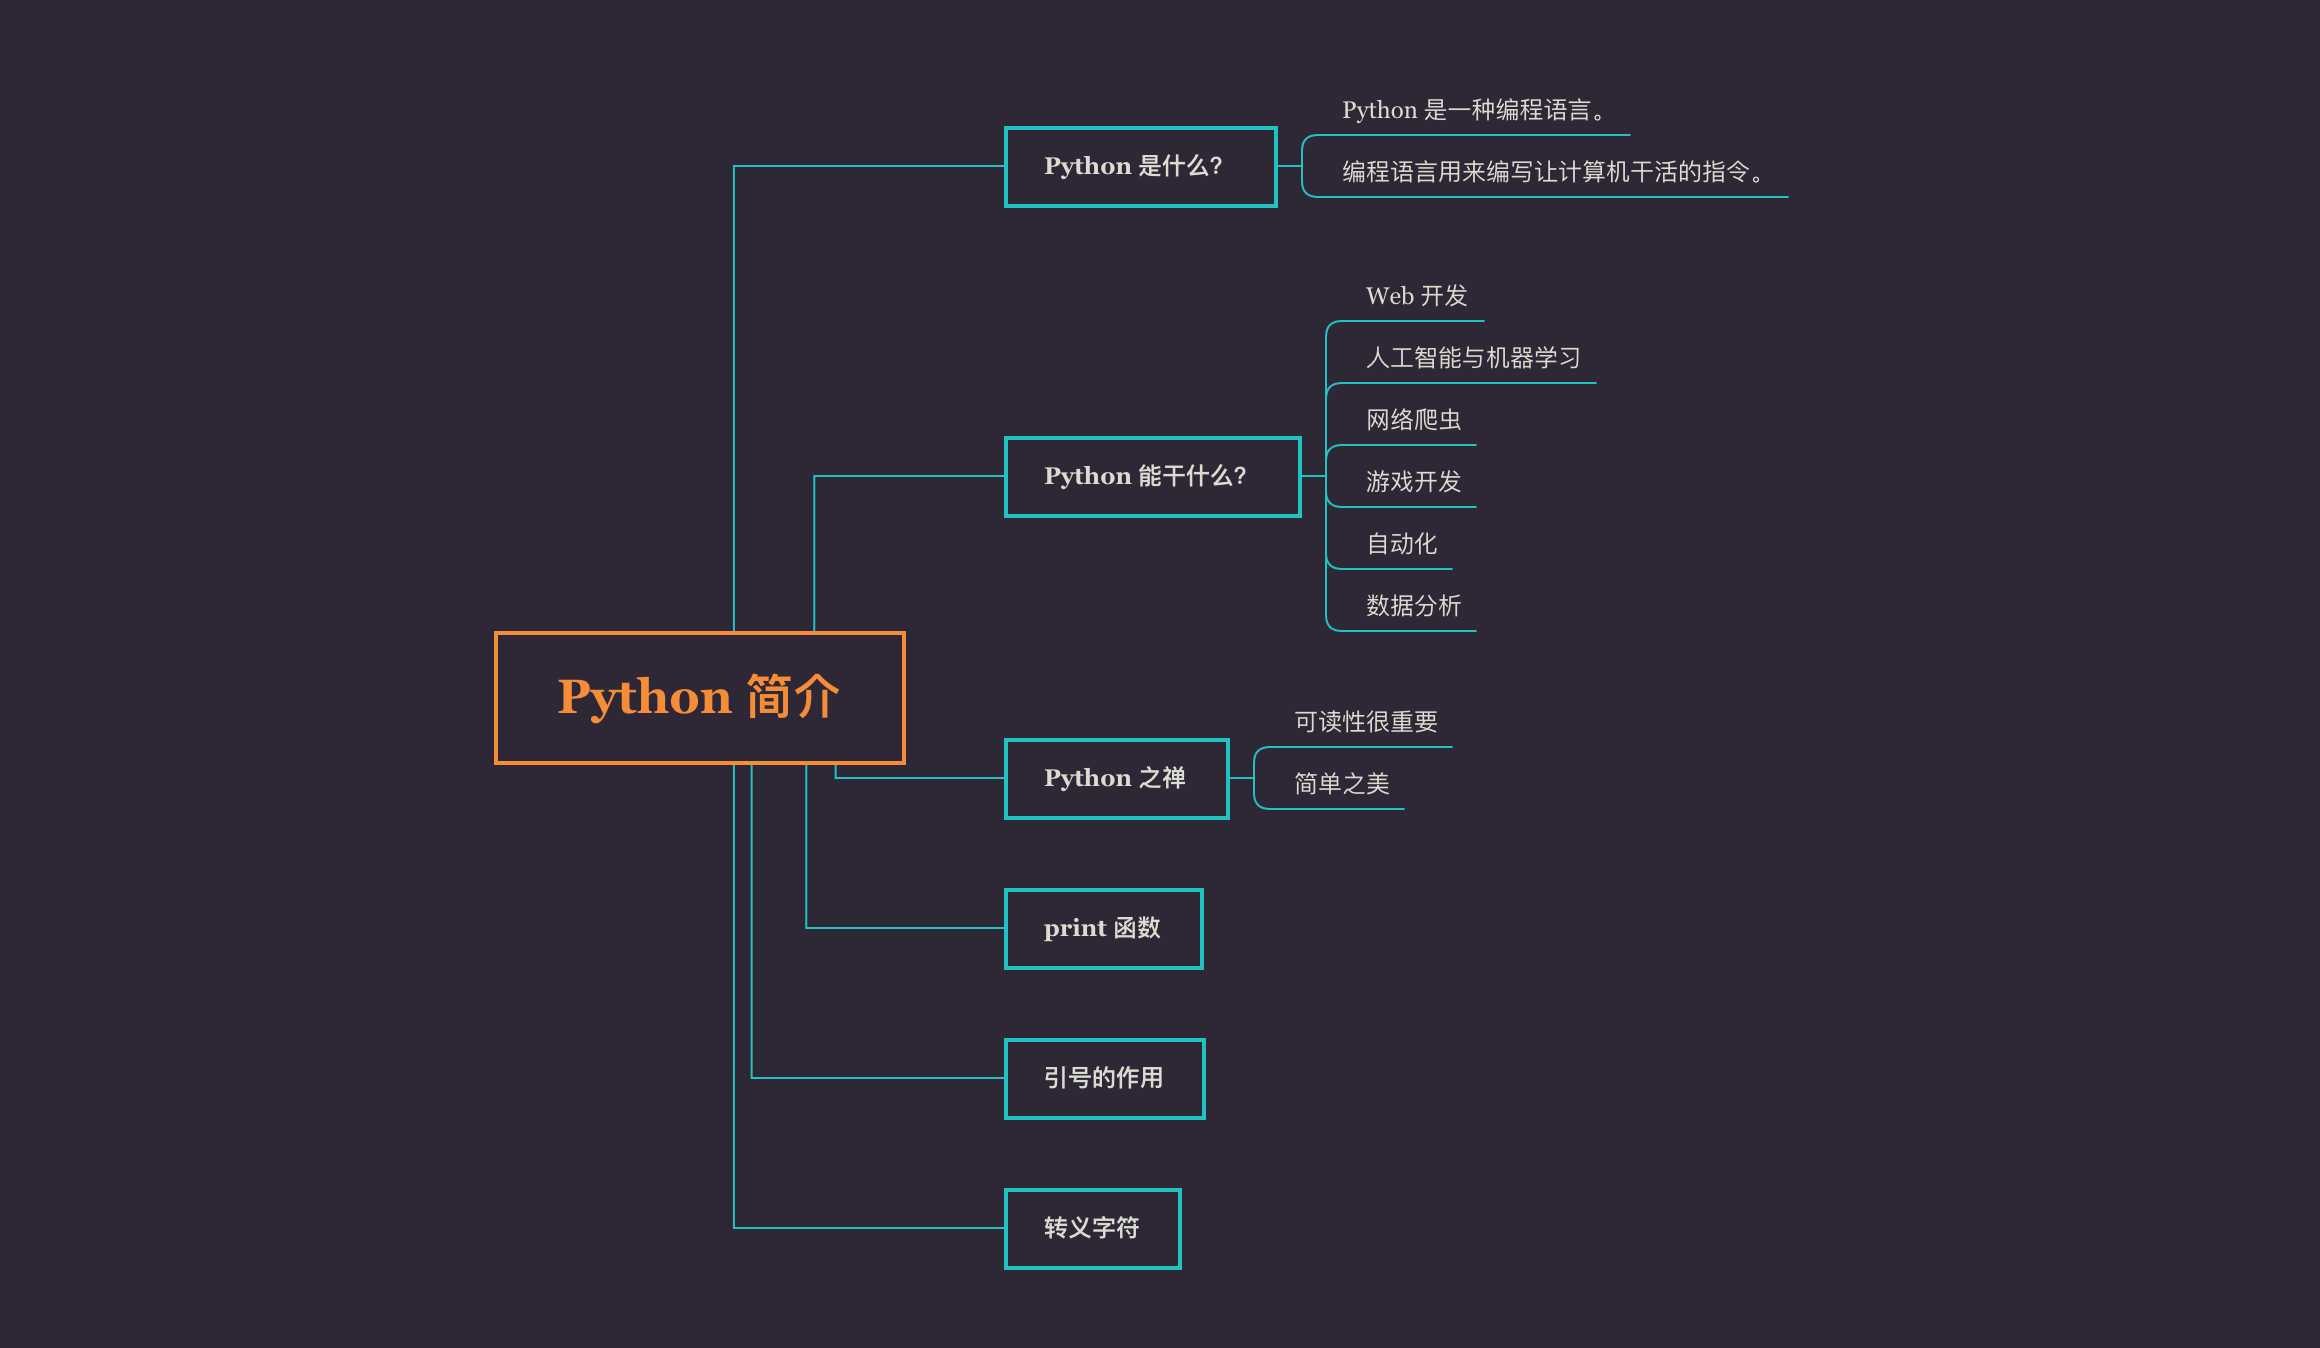 Python 简介
Python 是什么?
Python 是一种编程语言。
编程语言用来编写让计算机干活的指令。
Python 能干什么?
Web 开发
人工智能与机器学习
网络爬虫
游戏开发
自动化
数据分析
Python 之禅
可读性很重要
简单之美
print 函数
引号的作用
转义字符